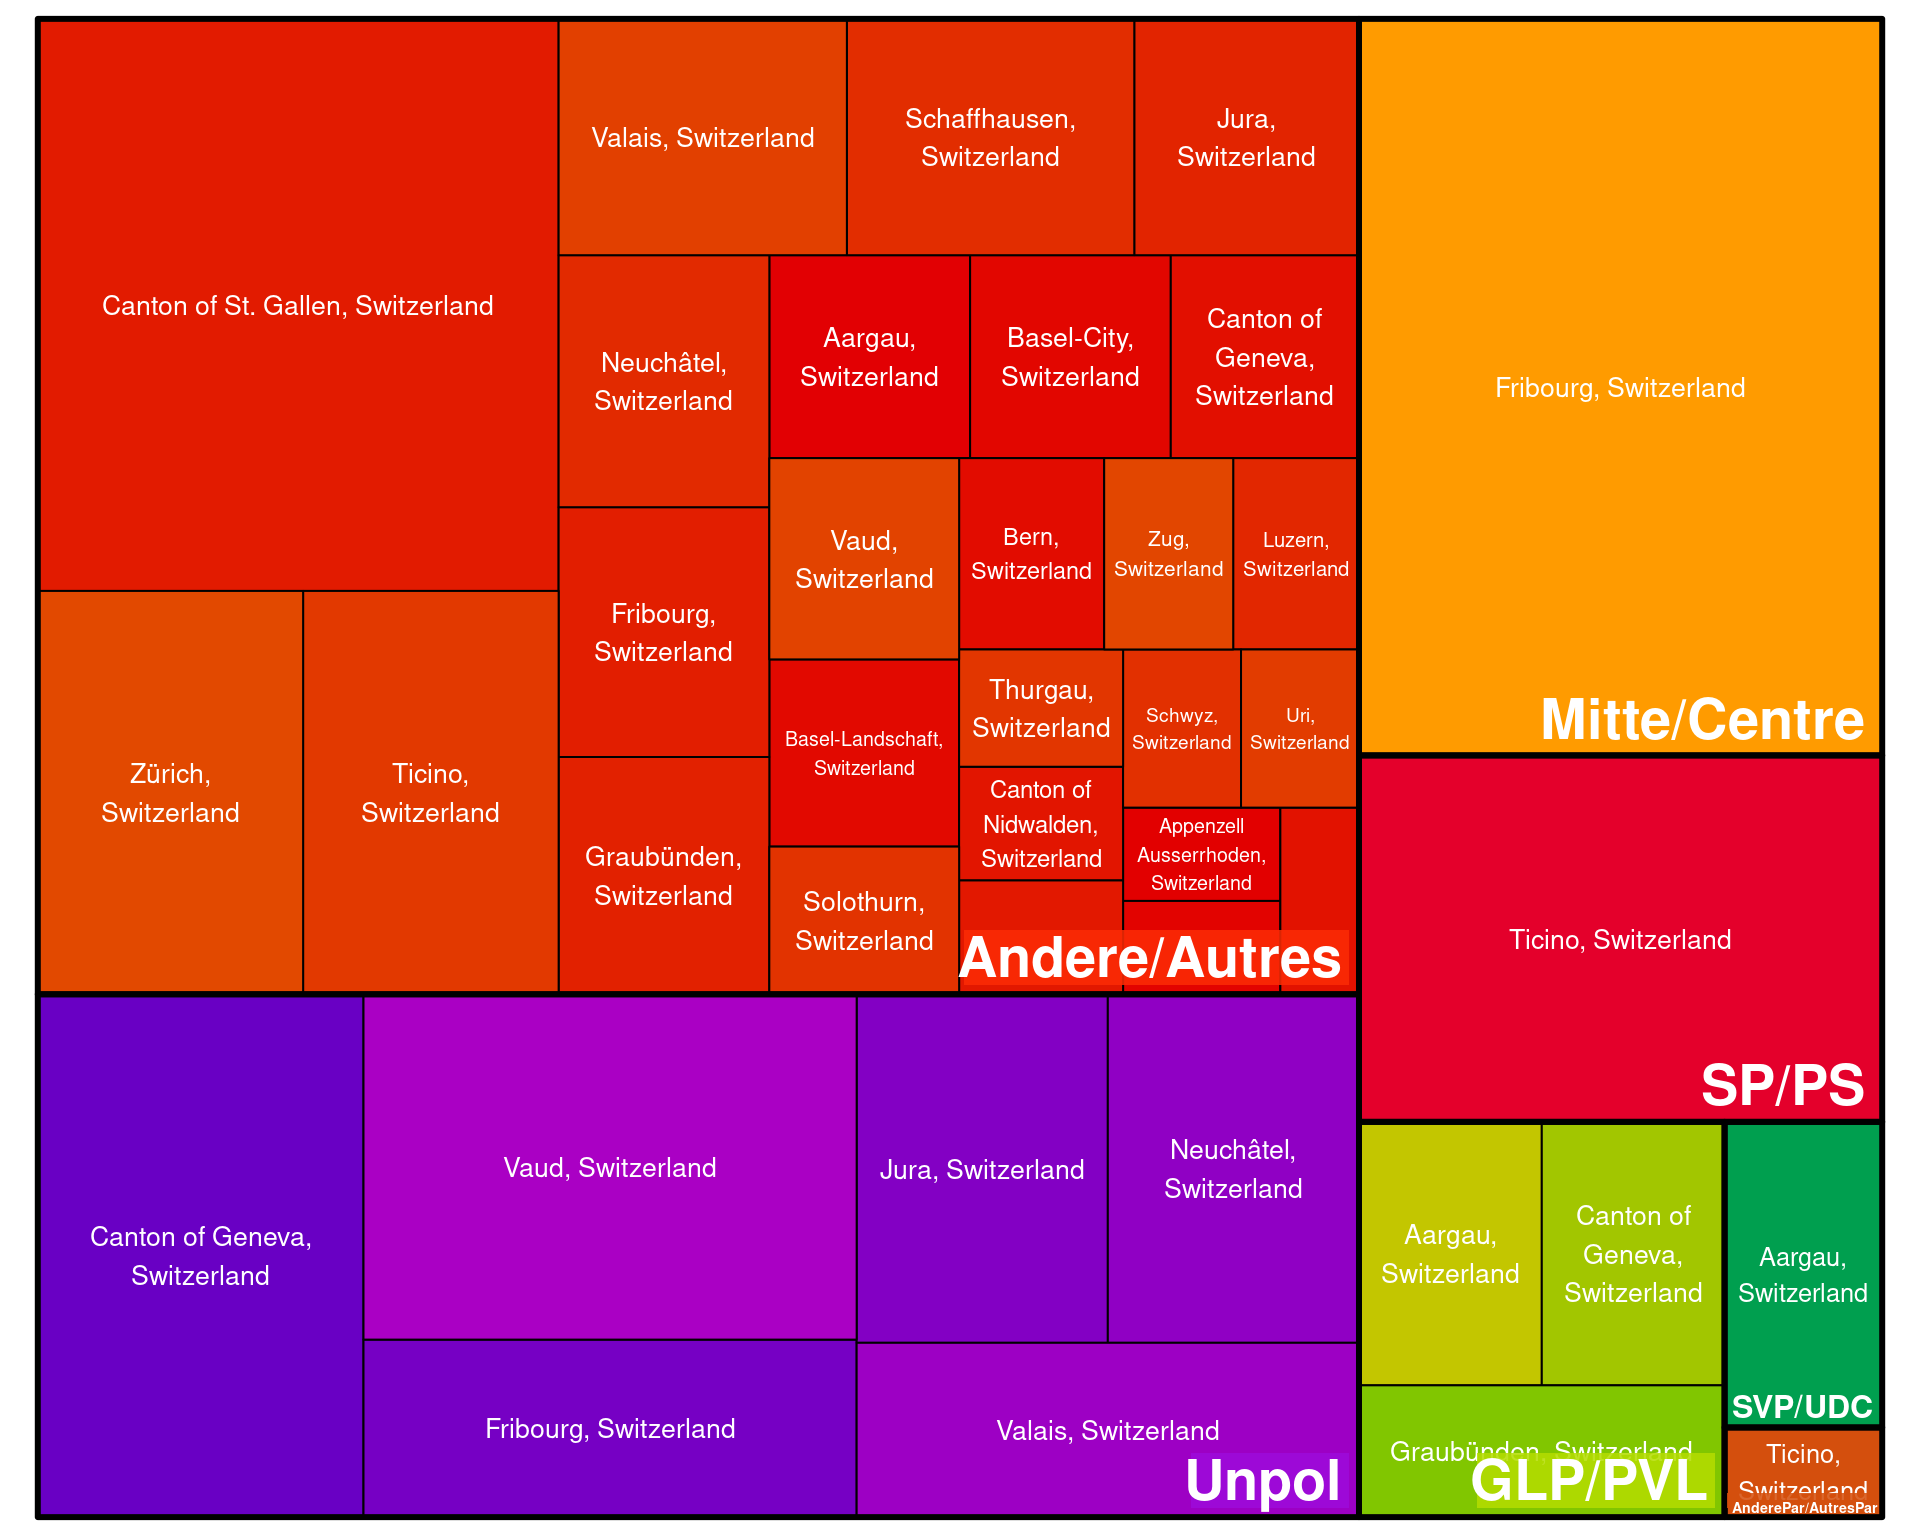 Canton of St. Gallen, Switzerland
Valais, Switzerland
Schaffhausen,
Switzerland
Jura,
Switzerland
Neuchâtel,
Switzerland
Aargau,
Switzerland
Basel-City,
Switzerland
Canton of
Geneva,
Switzerland
Vaud,
Switzerland
Bern,
Switzerland
Zug,
Switzerland
Luzern,
Switzerland
Fribourg,
Switzerland
Thurgau,
Switzerland
Schwyz,
Switzerland
Uri,
Switzerland
Basel-Landschaft,
Switzerland
Canton of
Nidwalden,
Switzerland
Appenzell
Ausserrhoden,
Switzerland
Zürich,
Switzerland
Ticino,
Switzerland
Graubünden,
Switzerland
Solothurn,
Switzerland
Andere/Autres
Fribourg, Switzerland
Mitte/Centre
Ticino, Switzerland
SP/PS
Canton of Geneva,
Switzerland
Vaud, Switzerland
Jura, Switzerland
Neuchâtel,
Switzerland
Fribourg, Switzerland
Valais, Switzerland
Unpol
Aargau,
Switzerland
Canton of
Geneva,
Switzerland
Graubünden, Switzerland
GLP/PVL
Aargau,
Switzerland
SVP/UDC
Ticino,
Switzerland
AnderePar/AutresPar